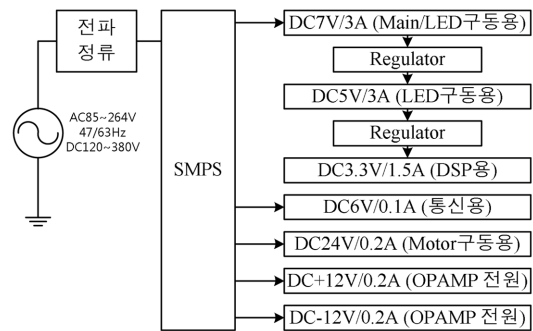 전파
정류
AC85~264V
47/63Hz
DC120~380V
SMPS
DC7V/3A (Main/LED구동용)
Regulator
DC5V/3A (LED구동용)
Regulator
DC3.3V/1.5A (DSP용)
DC6V/0.1A (통신용)
DC24V/0.2A (Motor구동용)
DC+12V/0.2A (OPAMP 전원)
DC-12V/0.2A (OPAMP 전원)